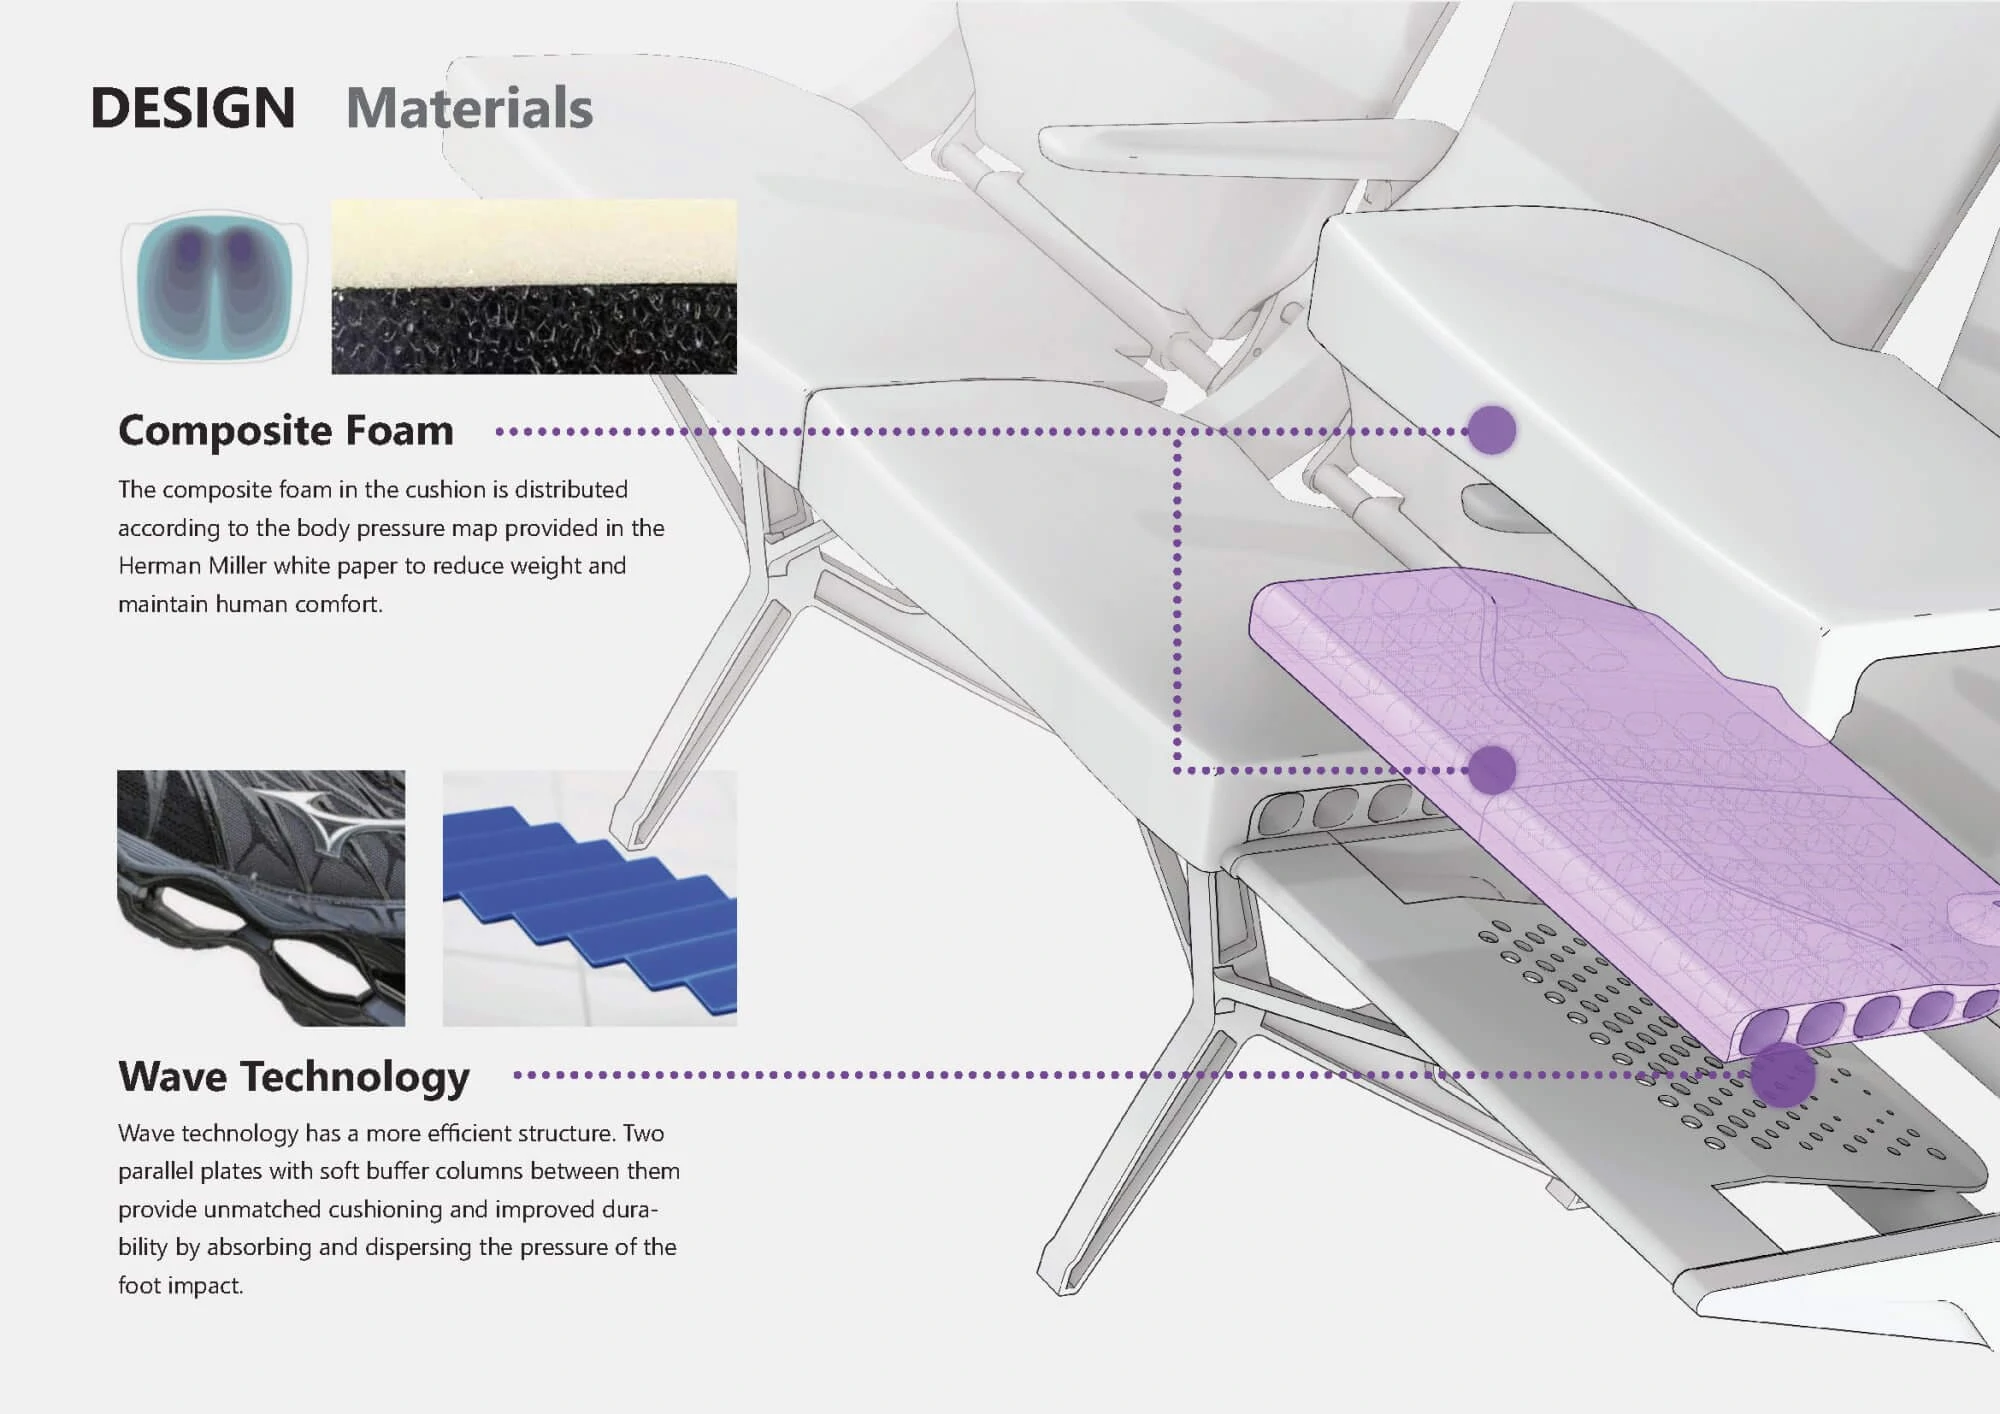 DESIGN Materials
Composite Foam
The composite foam in the cushion is distributed
according to the body pressure map provided in the
Herman Miller white paper to reduce weight and
maintain human comfort.
Wave Technology
Wave technology has a more efficient structure. Two
parallel plates with soft buffer columns between them
provide unmatched cushioning and improved dura-
bility by absorbing and dispersing the pressure of the
foot impact.